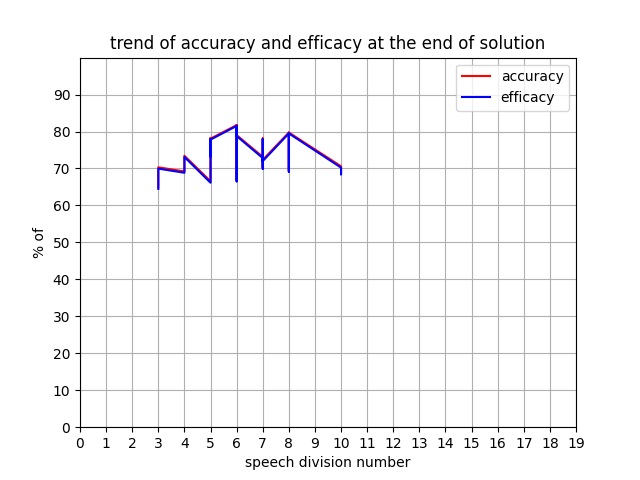 trend of accuracy and efficacy at the end of solution
accuracy
efficacy
90
80
70
60
50
40
30
20
10
0
% of
0 1 2 3 4 5 6 7 8 9 10 11 12 13 14 15 16 17 18 19
speech division number